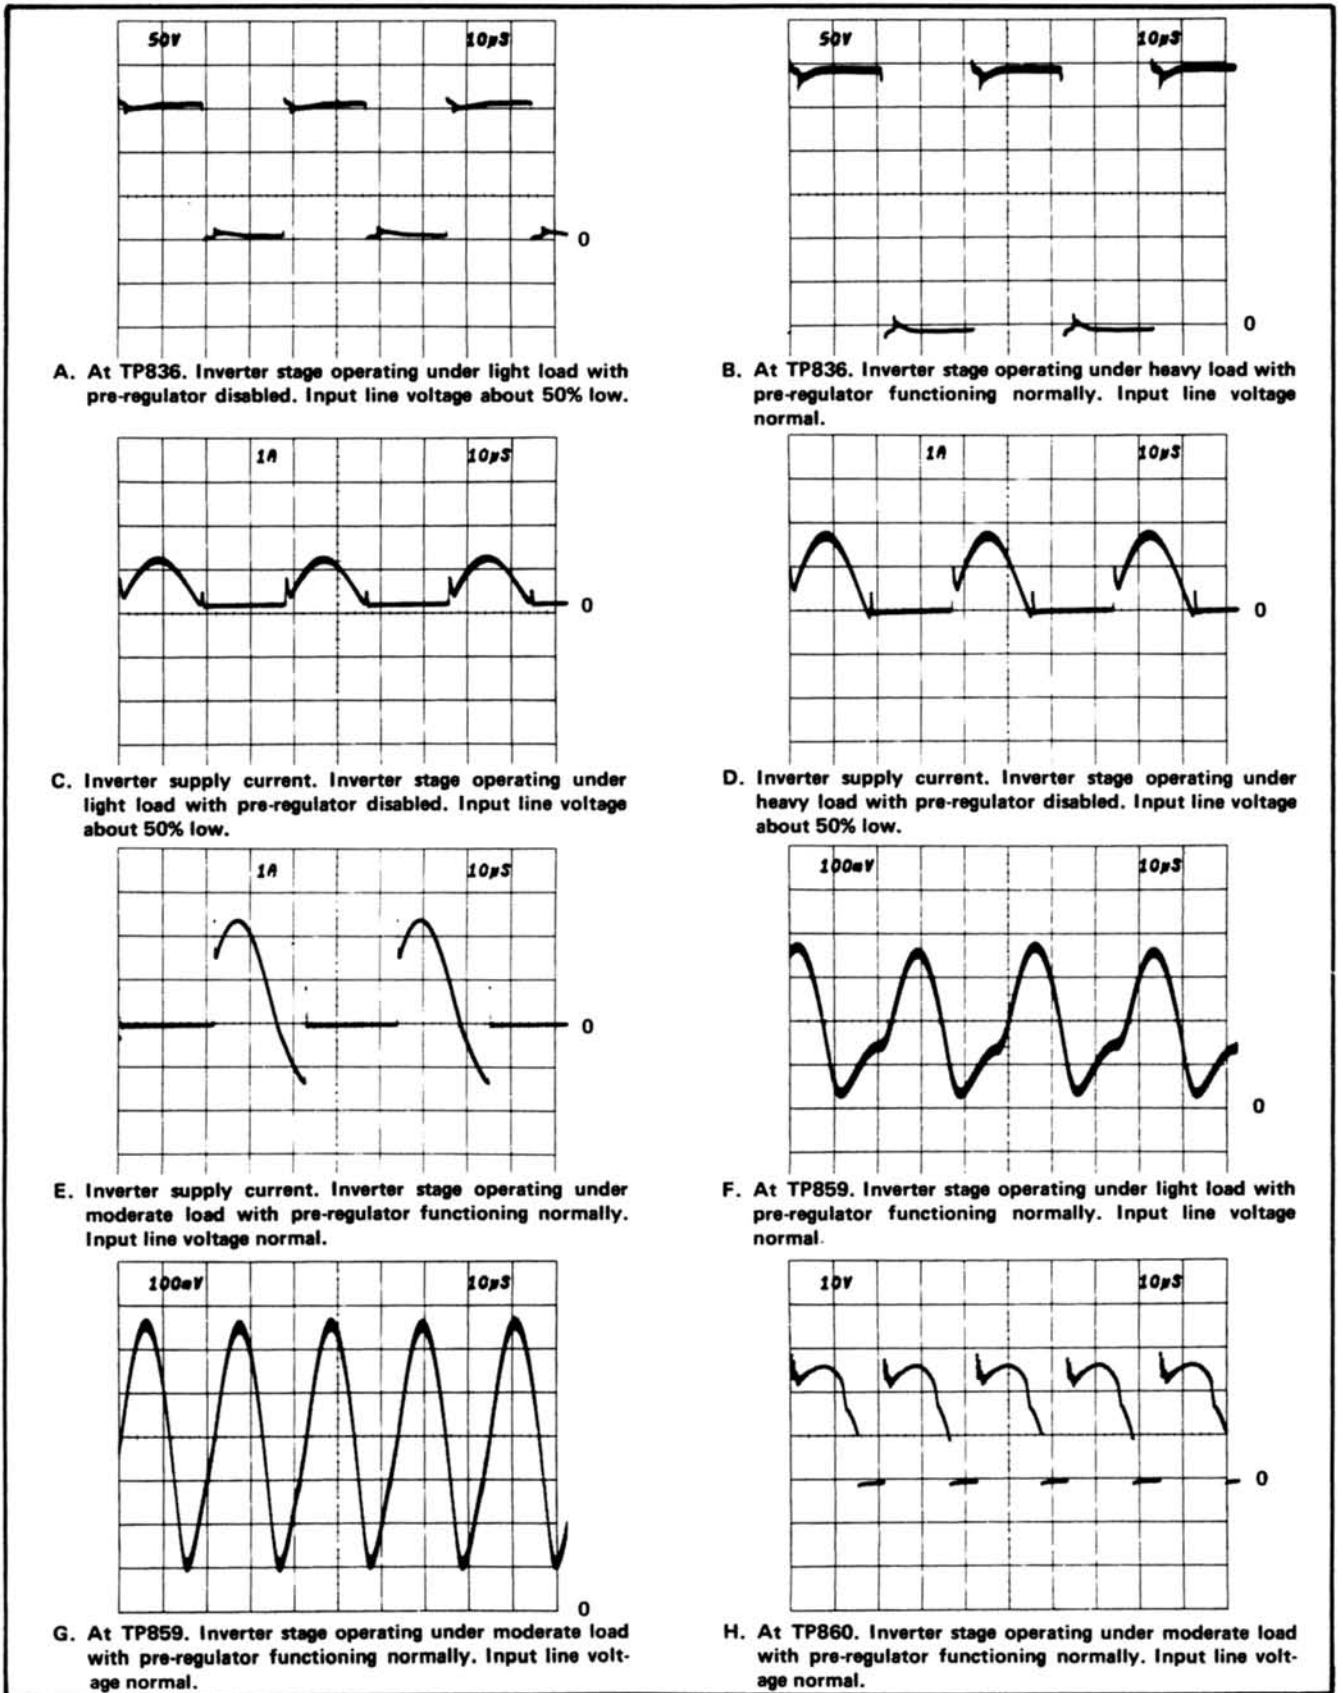 50V 10µS
0
A. At TP836. Inverter stage operating under light load with
pre-regulator disabled. Input line voltage about 50% low.
50V 10µS
0
B. At TP836. Inverter stage operating under heavy load with
pre-regulator functioning normally. Input line voltage
normal.
1A 10µS
0
C. Inverter supply current. Inverter stage operating under
light load with pre-regulator disabled. Input line voltage
about 50% low.
1A 10µS
0
D. Inverter supply current. Inverter stage operating under
heavy load with pre-regulator disabled. Input line voltage
about 50% low.
1A 10µS
0
E. Inverter supply current. Inverter stage operating under
moderate load with pre-regulator functioning normally.
Input line voltage normal.
100mV 10µS
0
F. At TP859. Inverter stage operating under light load with
pre-regulator functioning normally. Input line voltage
normal.
100mV 10µS
0
G. At TP859. Inverter stage operating under moderate load
with pre-regulator functioning normally. Input line volt-
age normal.
10V 10µS
0
H. At TP860. Inverter stage operating under moderate load
with pre-regulator functioning normally. Input line volt-
age normal.